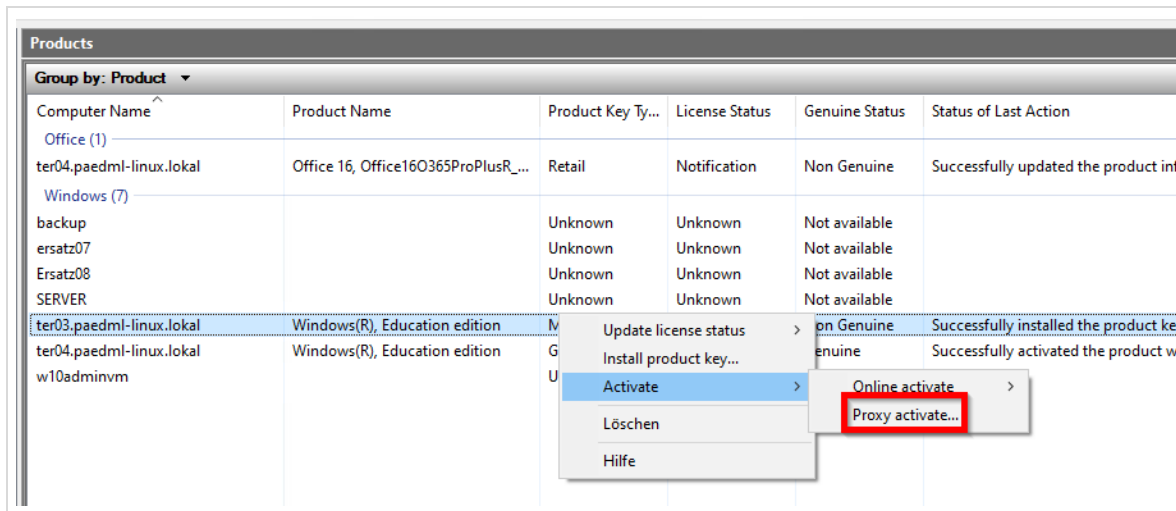 Products
Group by: Product
Computer Name Product Name Product Key Ty... License Status Genuine Status Status of Last Action
Office (1)
ter04.paedml-linux.lokal Office 16, Office16O365ProPlusR_... Retail Notification Non Genuine Successfully updated the product inf
Windows (7)
backup Unknown Unknown Not available
ersatz07 Unknown Unknown Not available
Ersatz08 Unknown Unknown Not available
SERVER Unknown Unknown Not available
ter03.paedml-linux.lokal Windows(R), Education edition M on Genuine Successfully installed the product ke
Update license status
ter04.paedml-linux.lokal Windows(R), Education edition G enuine Successfully activated the product w
Install product key...
w10adminvm U
Activate Online activate
Proxy activate...
Löschen
Hilfe